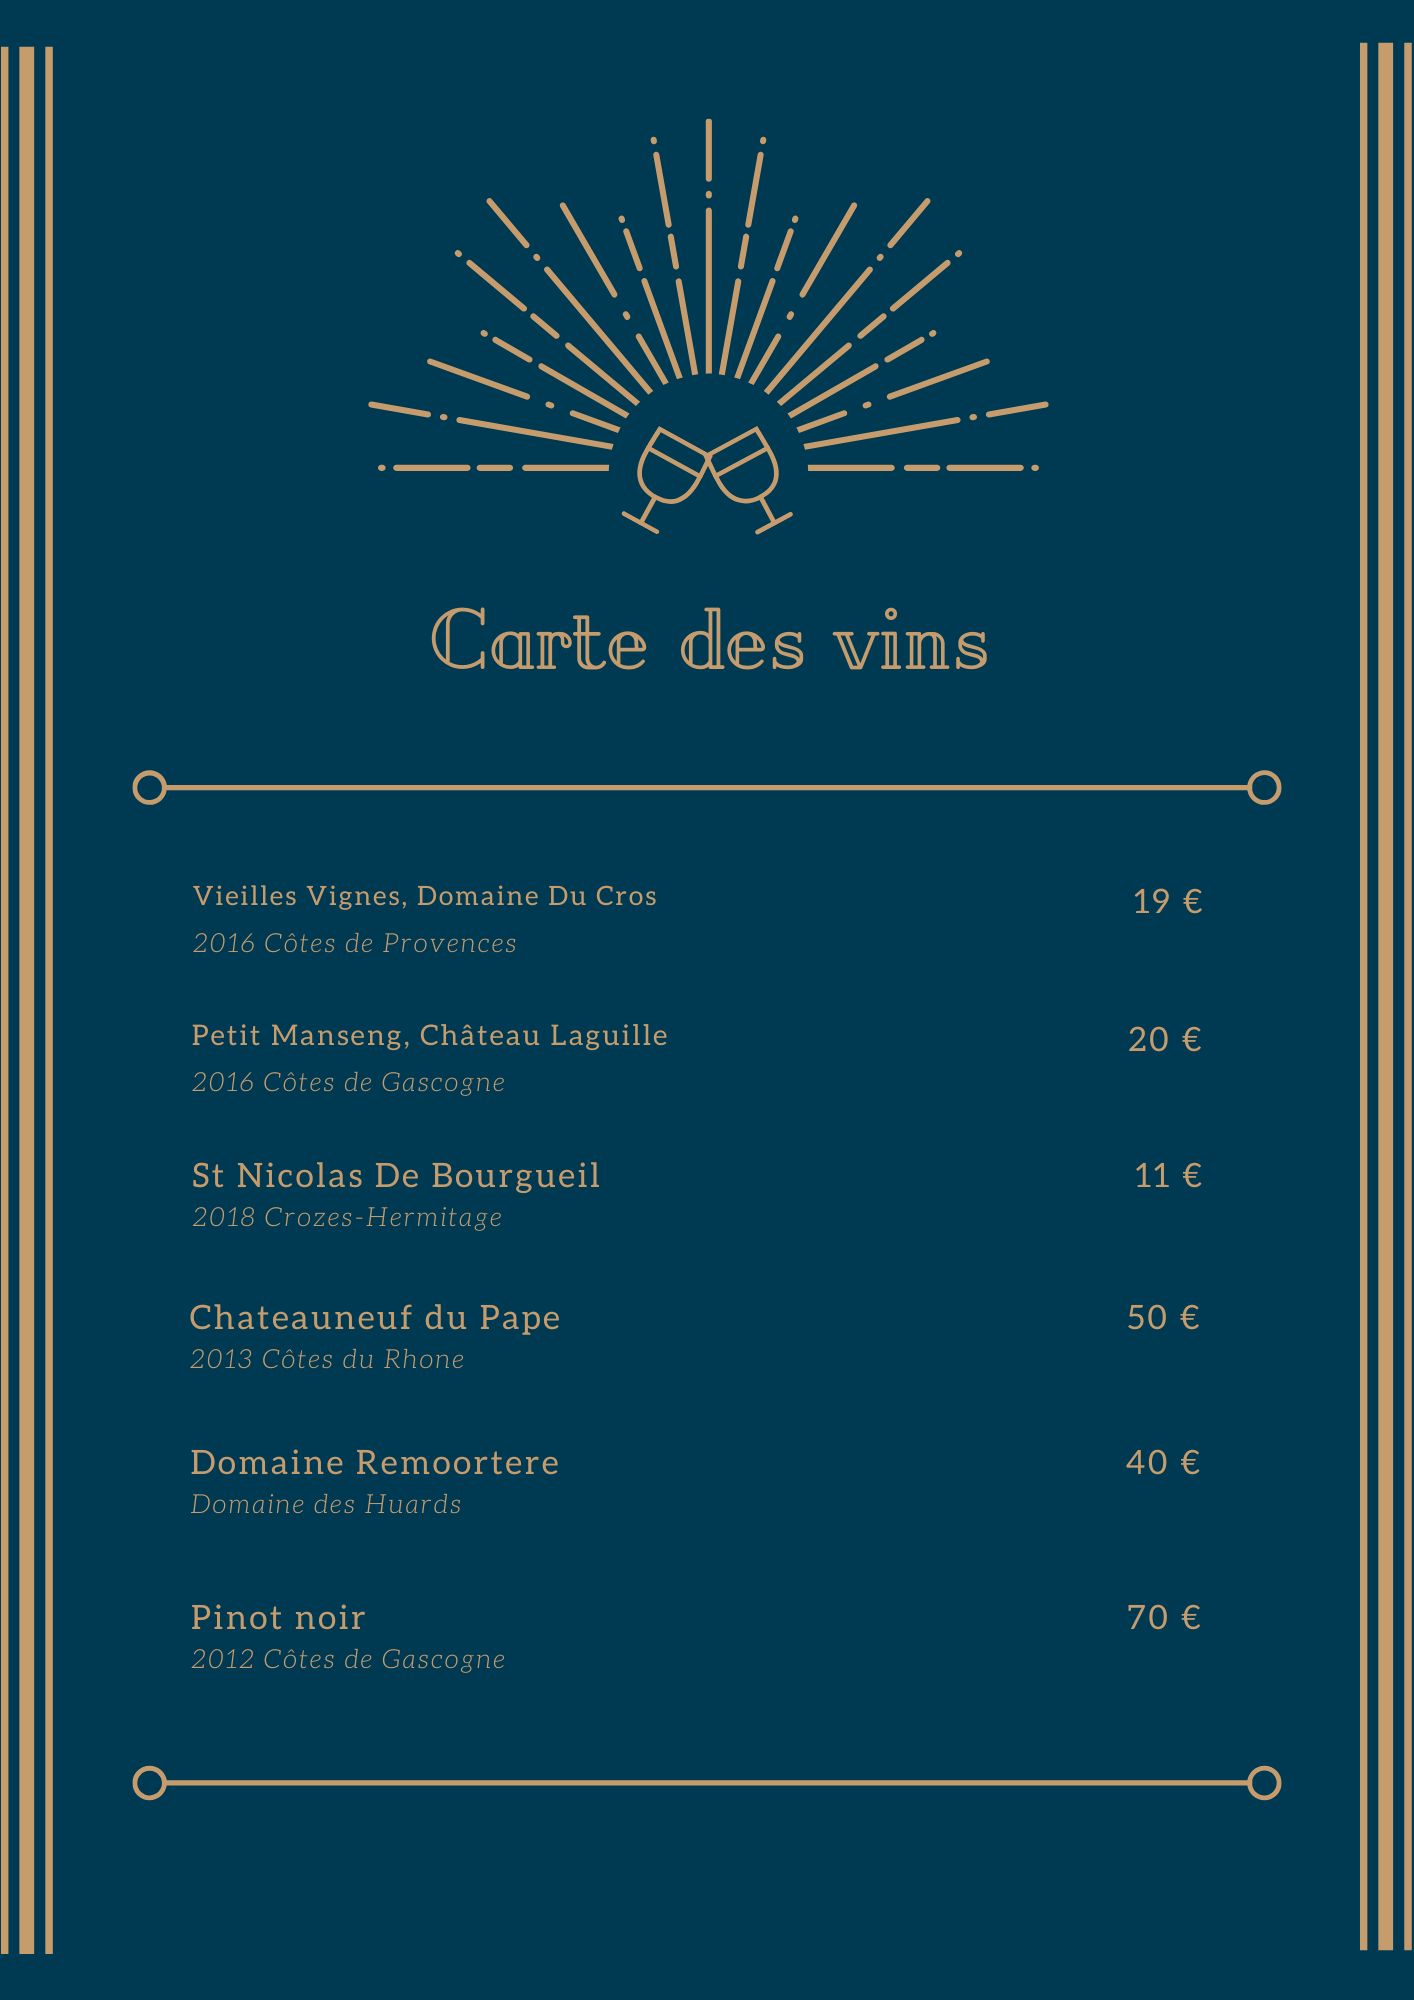 Carte des vins
Vieilles Vignes, Domaine Du Cros 19 €
2016 Côtes de Provences
Petit Manseng, Château Laguille 20 €
2016 Côtes de Gascogne
St Nicolas De Bourgueil 11 €
2018 Crozes-Hermitage
Chateauneuf du Pape 50 €
2013 Côtes du Rhone
Domaine Remoortere 40 €
Domaine des Huards
Pinot noir 70 €
2012 Côtes de Gascogne